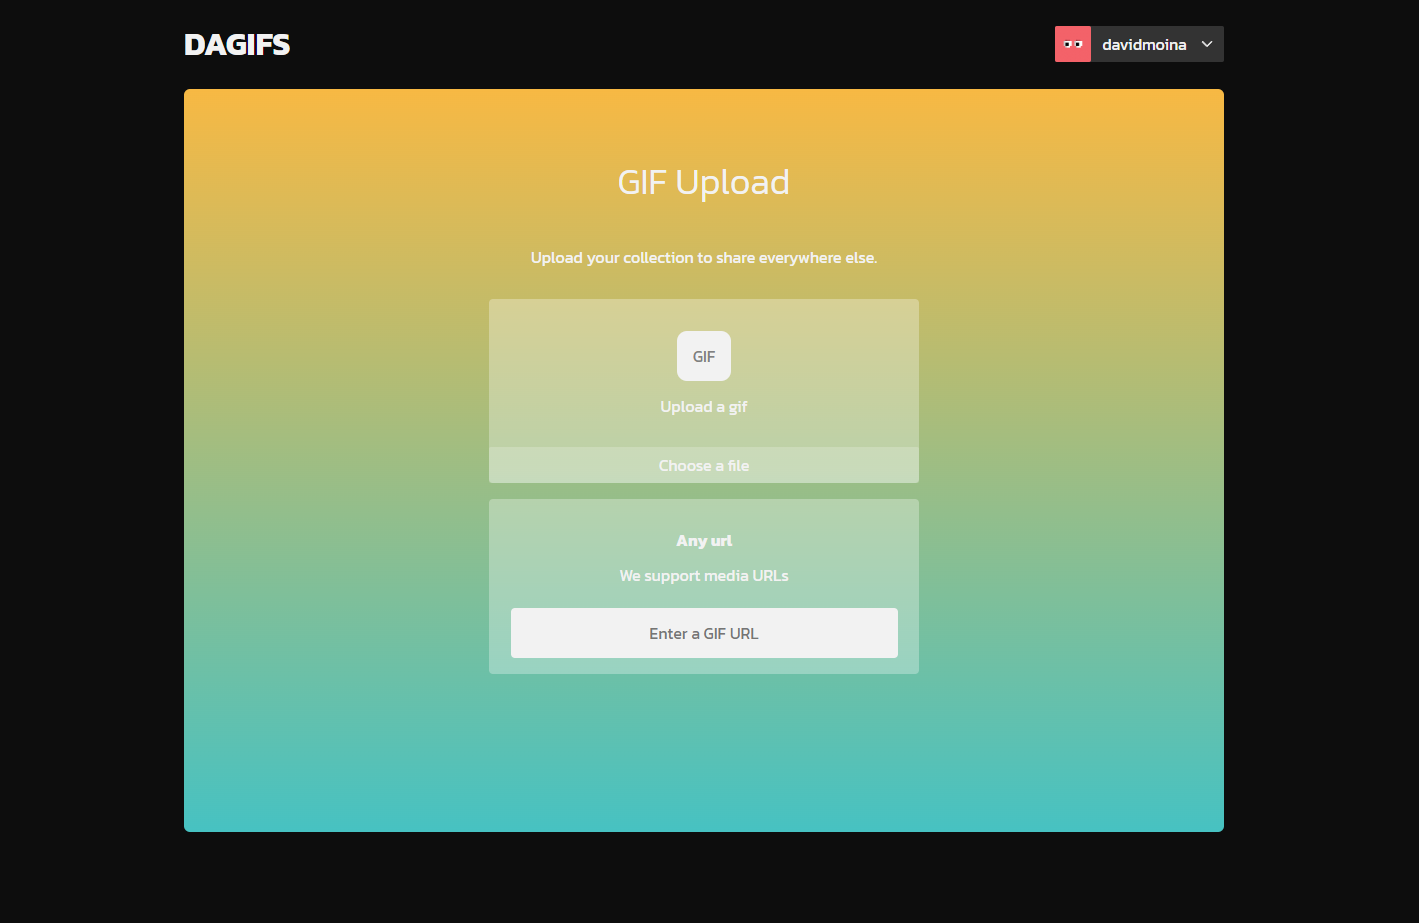 DAGIFS
davidmoina
GIF Upload
Upload your collection to share everywhere else.
GIF
Upload a gif
Choose a file
Any url
We support media URLs
Enter a GIF URL